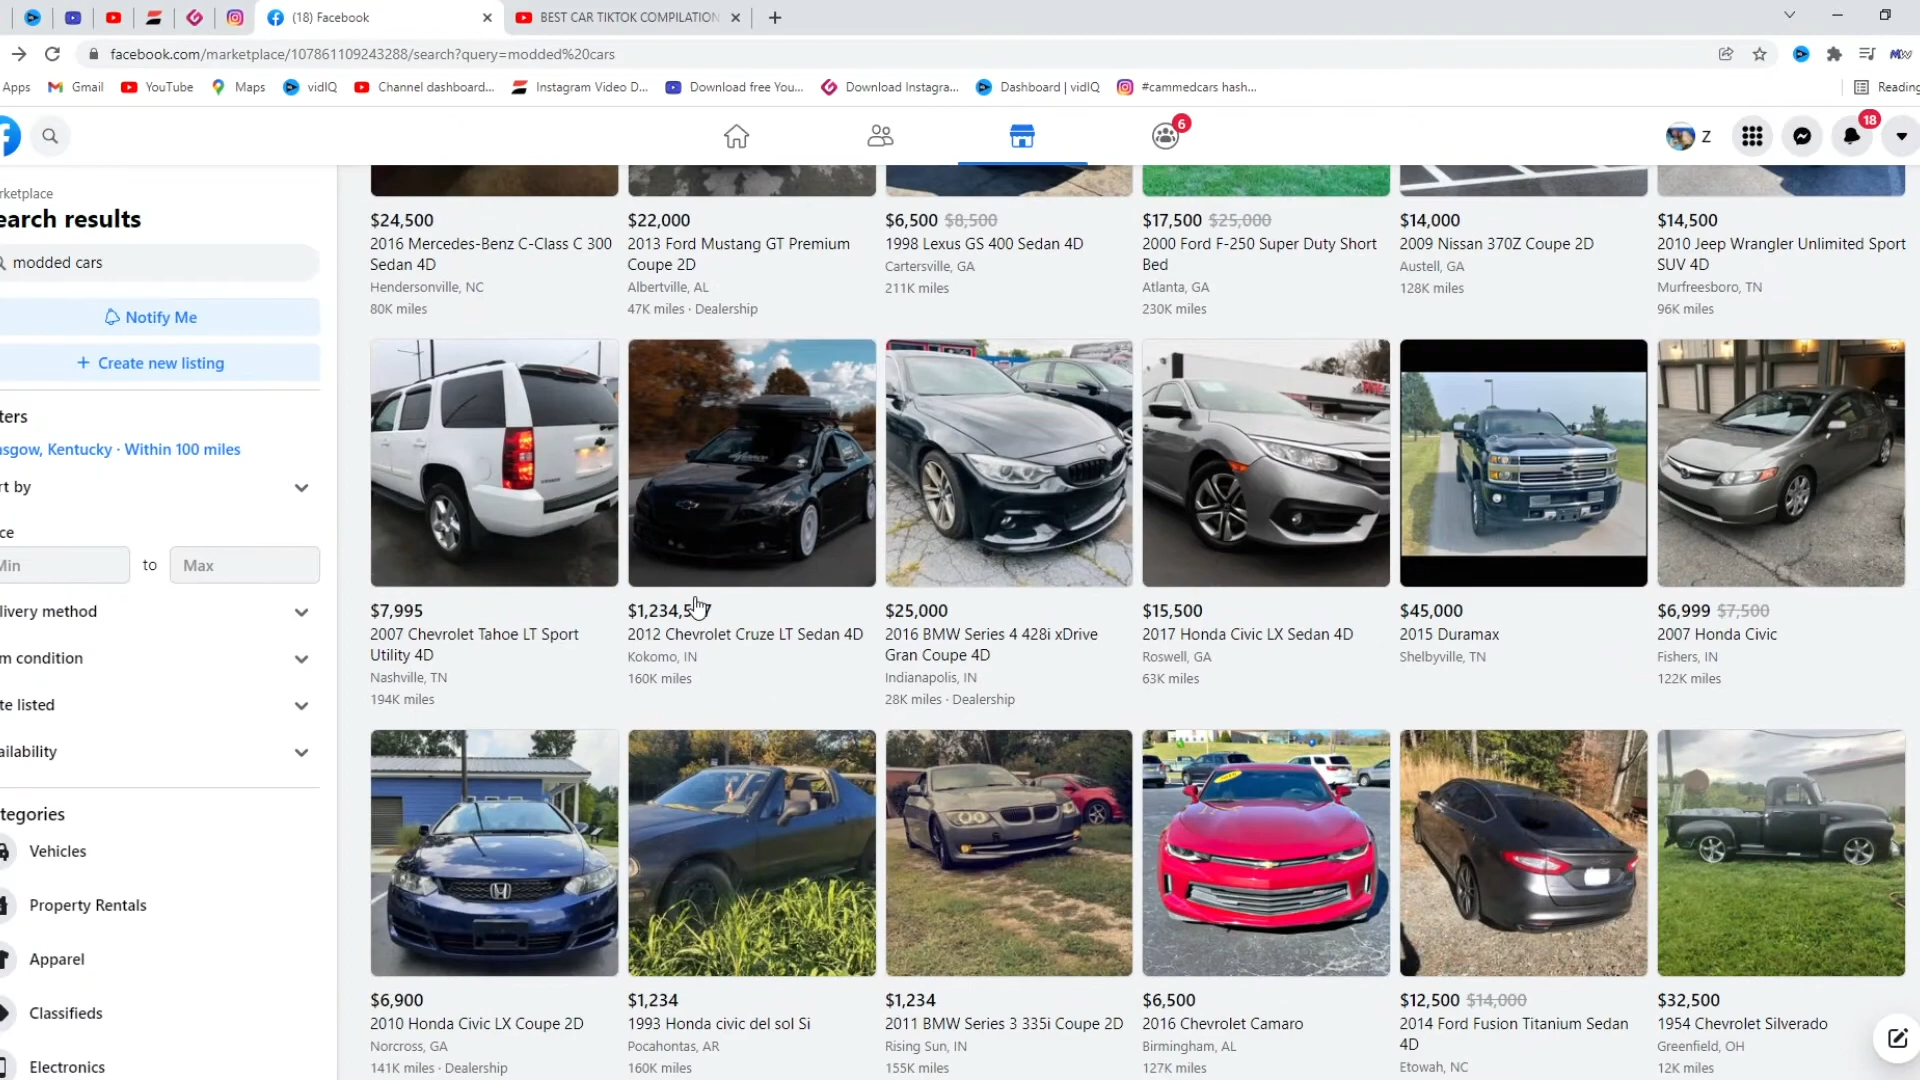 (18) Facebook
BEST CAR TIKTOK COMPILATION
facebook.com/marketplace/107861109243288/search?query=modded%20cars
Apps
Gmail
YouTube
Maps
vidIQ
Channel dashboard...
Instagram Video D...
Download free You...
Download Instagra...
Dashboard | vidIQ
#cammedcars hash...
Reading
6
Z
18
rketplace
earch results
modded cars
Notify Me
+ Create new listing
ters
asgow, Kentucky · Within 100 miles
rt by
ce
Min
to
Max
livery method
m condition
te listed
ailability
tegories
Vehicles
Property Rentals
Apparel
Classifieds
Electronics
$24,500
2016 Mercedes-Benz C-Class C 300
Sedan 4D
Hendersonville, NC
80K miles
$22,000
2013 Ford Mustang GT Premium
Coupe 2D
Albertville, AL
47K miles · Dealership
$6,500 $8,500
1998 Lexus GS 400 Sedan 4D
Cartersville, GA
211K miles
$17,500 $25,000
2000 Ford F-250 Super Duty Short
Bed
Atlanta, GA
230K miles
$14,000
2009 Nissan 370Z Coupe 2D
Austell, GA
128K miles
$14,500
2010 Jeep Wrangler Unlimited Sport
SUV 4D
Murfreesboro, TN
96K miles
$7,995
2007 Chevrolet Tahoe LT Sport
Utility 4D
Nashville, TN
194K miles
2012 Chevrolet Cruze LT Sedan 4D
Kokomo, IN
160K miles
$25,000
2016 BMW Series 4 428i xDrive
Gran Coupe 4D
Indianapolis, IN
28K miles · Dealership
$15,500
2017 Honda Civic LX Sedan 4D
Roswell, GA
63K miles
$45,000
2015 Duramax
Shelbyville, TN
$6,999 $7,500
2007 Honda Civic
Fishers, IN
122K miles
$6,900
2010 Honda Civic LX Coupe 2D
Norcross, GA
141K miles · Dealership
$1,234
1993 Honda civic del sol Si
Pocahontas, AR
160K miles
$1,234
2011 BMW Series 3 335i Coupe 2D
Rising Sun, IN
155K miles
$6,500
2016 Chevrolet Camaro
Birmingham, AL
127K miles
$12,500 $14,000
2014 Ford Fusion Titanium Sedan
4D
Etowah, NC
$32,500
1954 Chevrolet Silverado
Greenfield, OH
12K miles